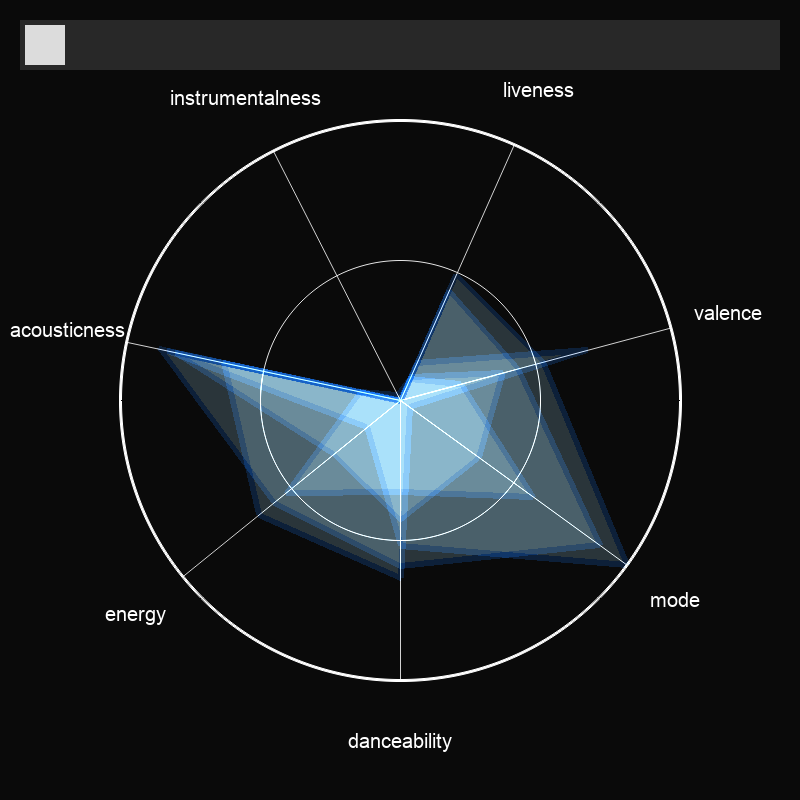 instrumentalness
liveness
valence
acousticness
mode
energy
danceability